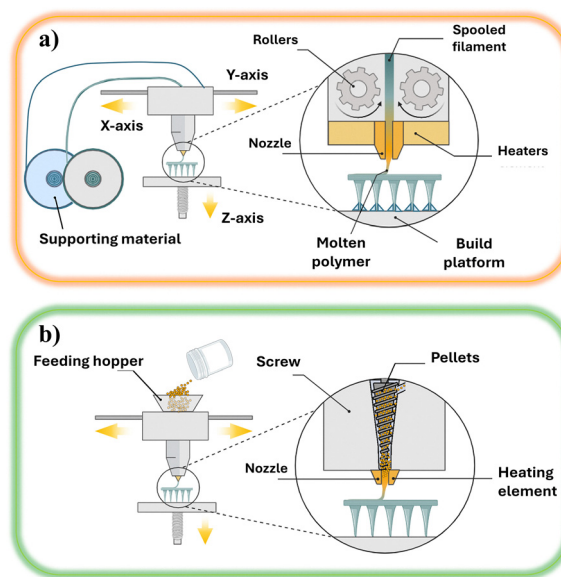 a)
Rollers
Spooled
filament
Y-axis
X-axis
Nozzle
Heaters
Z-axis
Supporting material
Molten
polymer
Build
platform
b)
Feeding hopper
Screw
Pellets
Nozzle
Heating
element